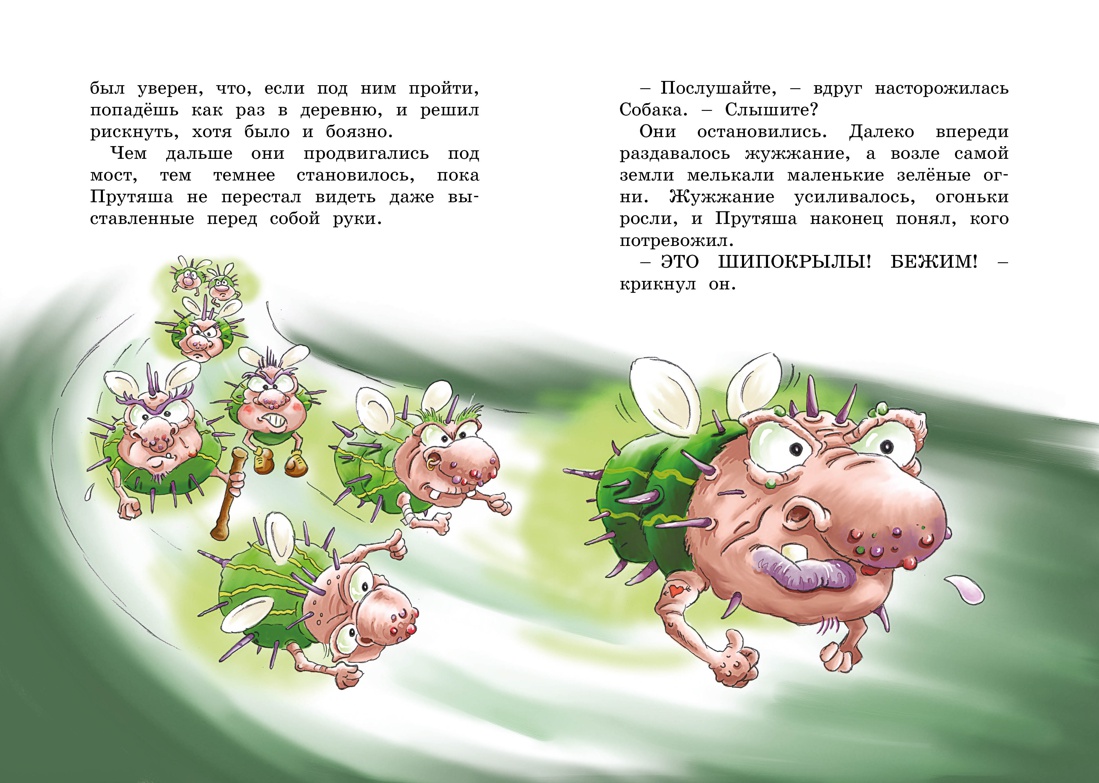 был уверен, что, если под ним пройти,
попадёшь как раз в деревню, и решил
рискнуть, хотя было и боязно.
Чем дальше они продвигались под
мост, тем темнее становилось, пока
Прутяша не перестал видеть даже вы-
ставленные перед собой руки.
– Послушайте, – вдруг насторожилась
Собака. – Слышите?
Они остановились. Далеко впереди
раздавалось жужжание, а возле самой
земли мелькали маленькие зелёные ог-
ни. Жужжание усиливалось, огоньки
росли, и Прутяша наконец понял, кого
потревожил.
– ЭТО ШИПОКРЫЛЫ! БЕЖИМ! –
крикнул он.